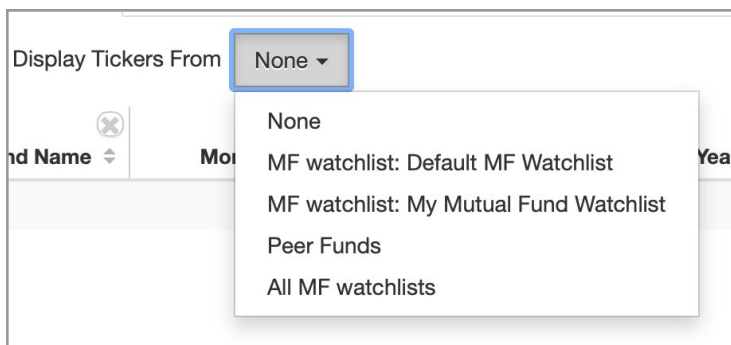 Display Tickers From None
None
nd Name Mor
MF watchlist: Default MF Watchlist
Yea
MF watchlist: My Mutual Fund Watchlist
Peer Funds
All MF watchlists